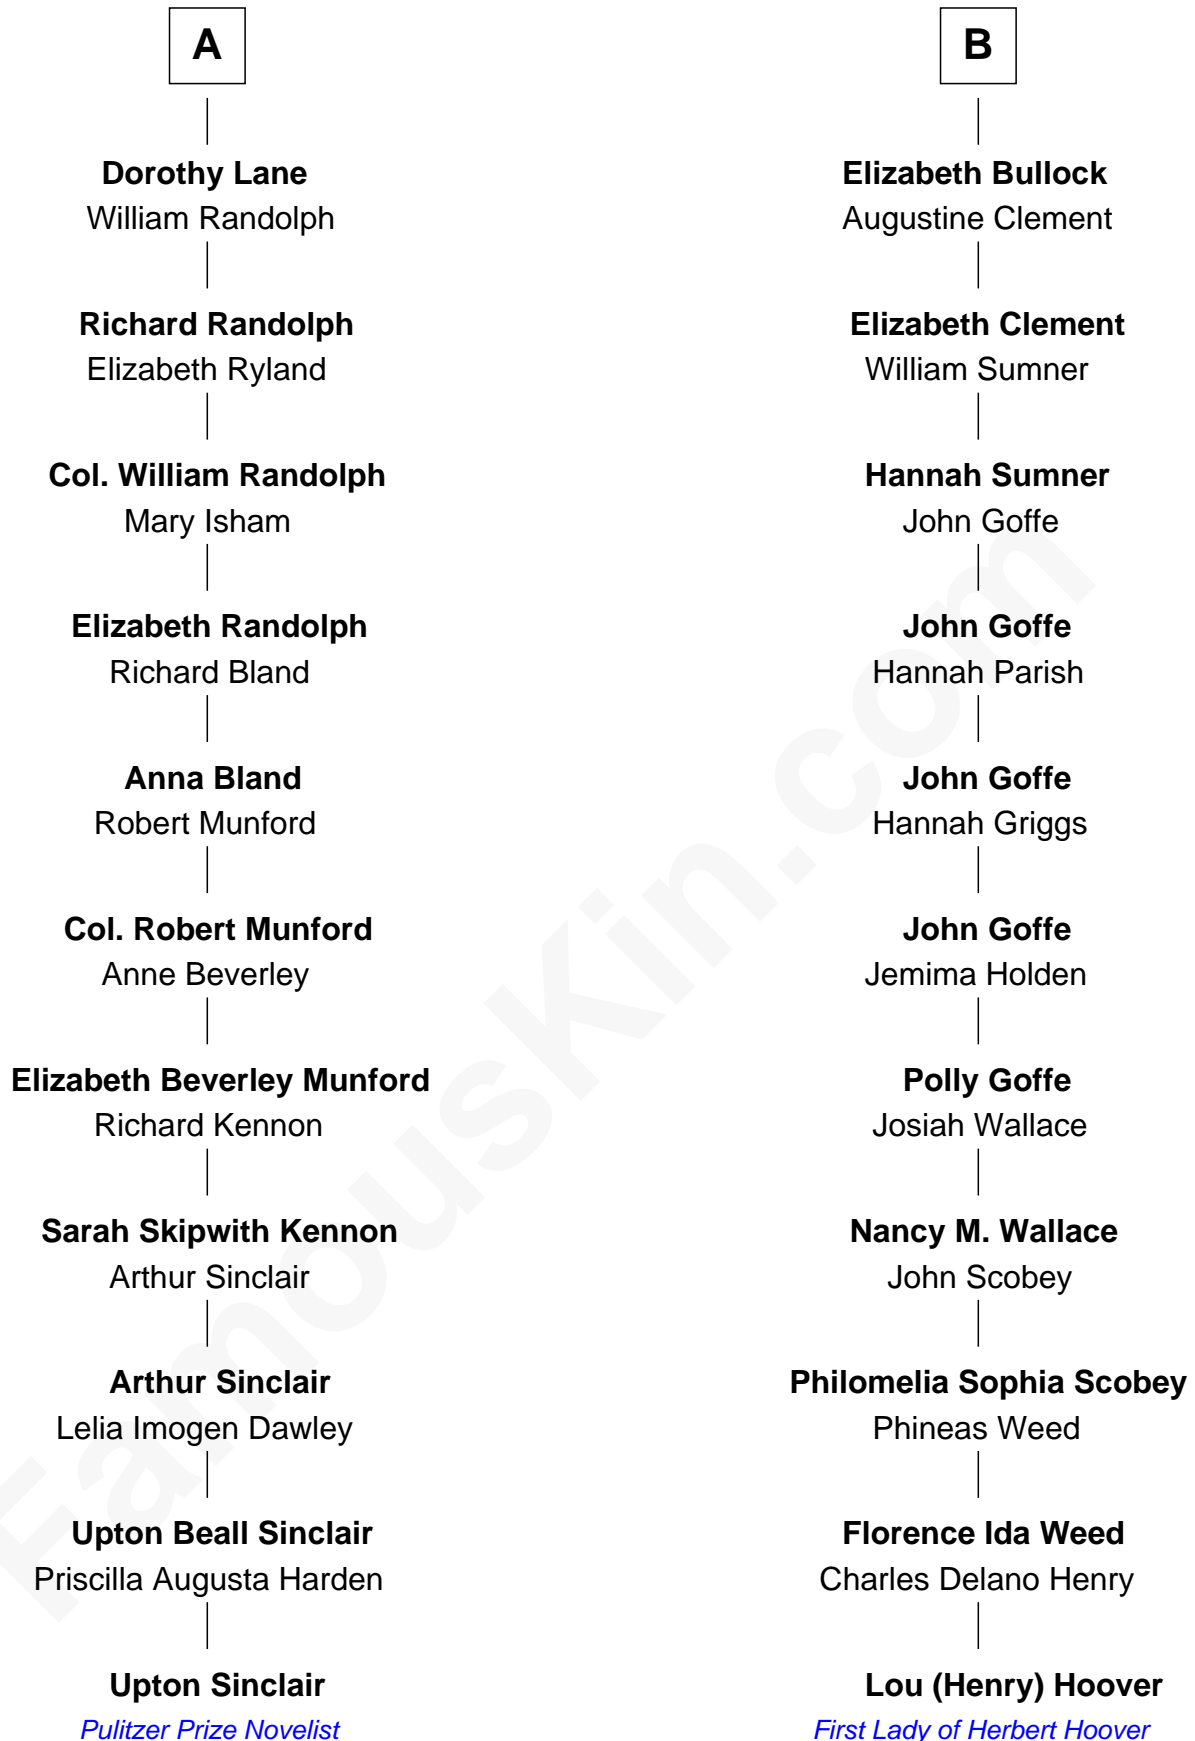 A
Dorothy Lane
William Randolph
Richard Randolph
Elizabeth Ryland
Col. William Randolph
Mary Isham
Elizabeth Randolph
Richard Bland
Anna Bland
Robert Munford
Col. Robert Munford
Anne Beverley
Elizabeth Beverley Munford
Richard Kennon
Sarah Skipwith Kennon
Arthur Sinclair
Arthur Sinclair
Lelia Imogen Dawley
Upton Beall Sinclair
Priscilla Augusta Harden
Upton Sinclair
Pulitzer Prize Novelist
B
Elizabeth Bullock
Augustine Clement
Elizabeth Clement
William Sumner
Hannah Sumner
John Goffe
John Goffe
Hannah Parish
John Goffe
Hannah Griggs
John Goffe
Jemima Holden
Polly Goffe
Josiah Wallace
Nancy M. Wallace
John Scobey
Philomelia Sophia Scobey
Phineas Weed
Florence Ida Weed
Charles Delano Henry
Lou (Henry) Hoover
First Lady of Herbert Hoover
FamousKin.com